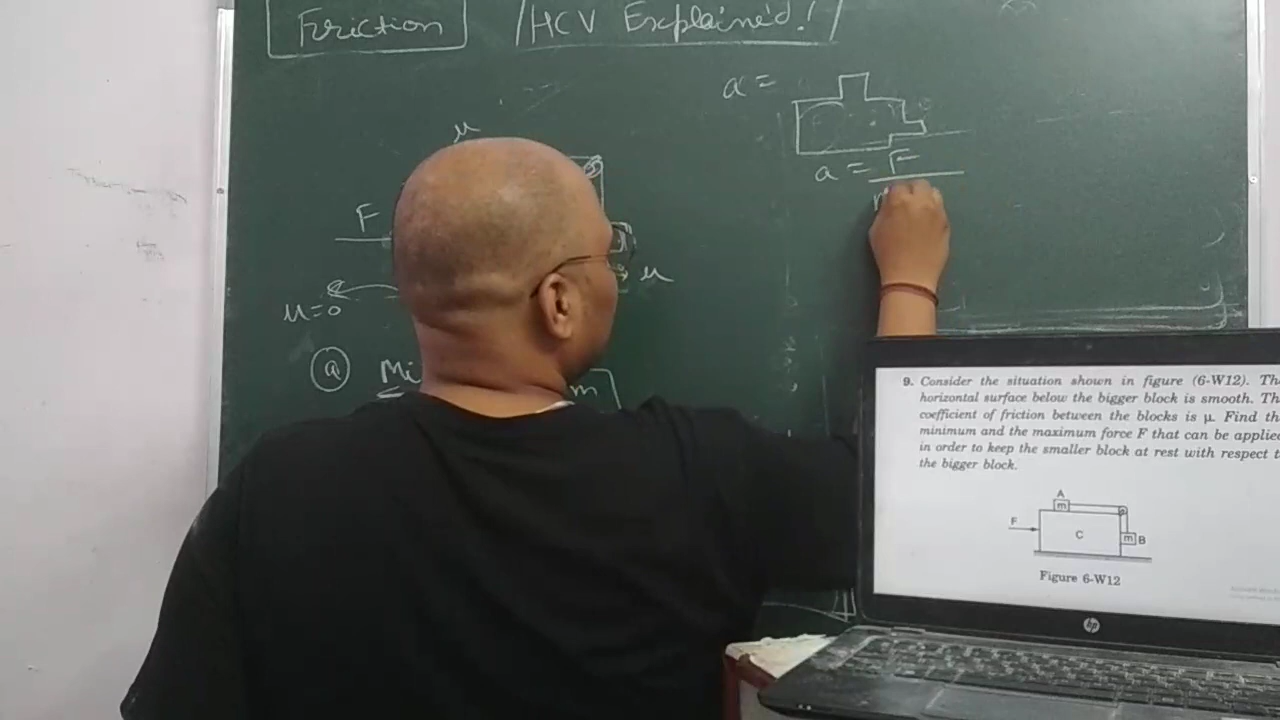 Friction
HCV Explained!
a =
μ
a = F
F
μ
μ=0
a
m
9. Consider the situation shown in figure (6-W12). Th
horizontal surface below the bigger block is smooth. Th
coefficient of friction between the blocks is μ. Find th
minimum and the maximum force F that can be applie
in order to keep the smaller block at rest with respect t
the bigger block.
A
m
F
C
m B
Figure 6-W12
hp